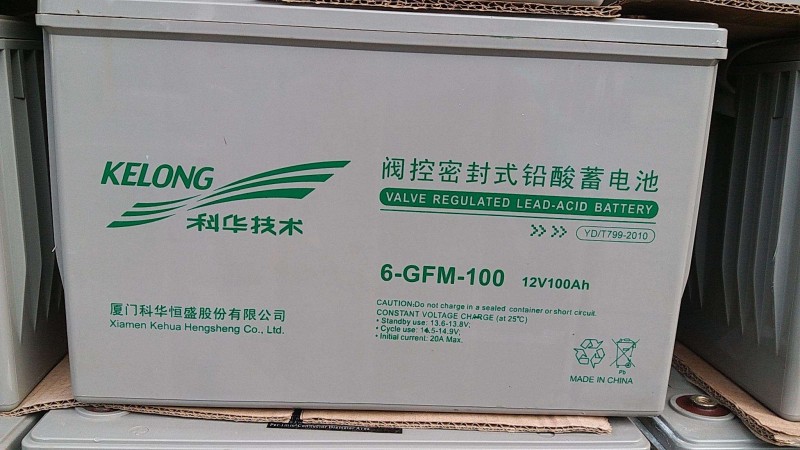 KELONG
科华技术
阀控密封式铅酸蓄电池
VALVE REGULATED LEAD-ACID BATTERY
YD/T799-2010
6-GFM-100 12V100Ah
厦门科华恒盛股份有限公司
Xiamen Kehua Hengsheng Co., Ltd.
CAUTION:Do not charge in a sealed container or short circuit.
CONSTANT VOLTAGE CHARGE (at 25℃)
• Standby use: 13.6-13.8V;
• Cycle use: 14.5-14.9V;
• Initial current: 20A Max.
Pb
MADE IN CHINA